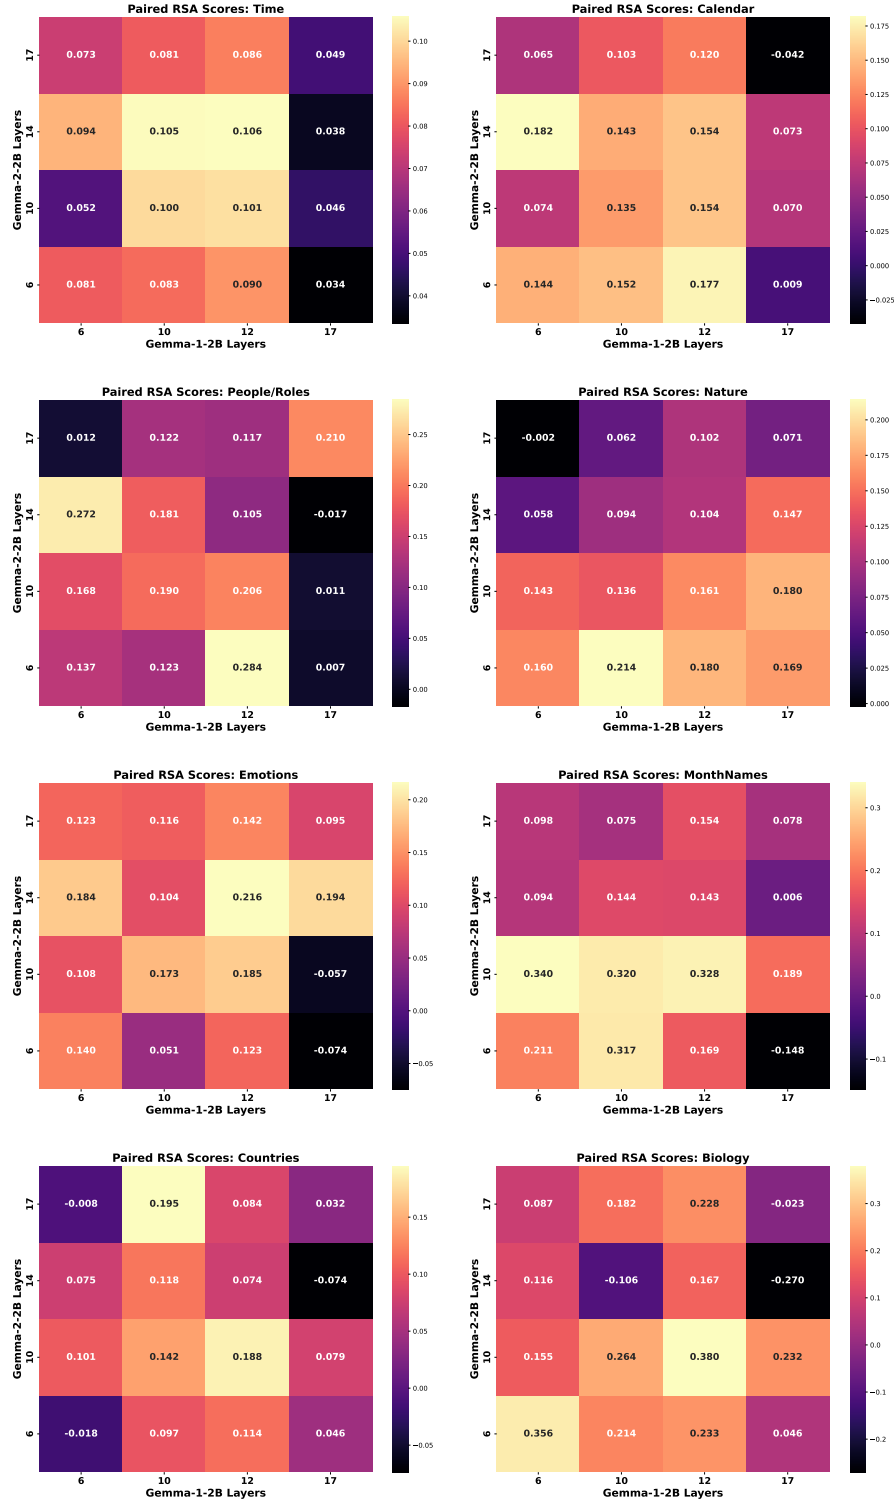 Paired RSA Scores: Time
Gemma-2-2B Layers
17 0.073 0.081 0.086 0.049
14 0.094 0.105 0.106 0.038
10 0.052 0.100 0.101 0.046
6 0.081 0.083 0.090 0.034
6 10 12 17
Gemma-1-2B Layers
0.10
0.09
0.08
0.07
0.06
0.05
0.04
Paired RSA Scores: Calendar
Gemma-2-2B Layers
17 0.065 0.103 0.120 -0.042
14 0.182 0.143 0.154 0.073
10 0.074 0.135 0.154 0.070
6 0.144 0.152 0.177 0.009
6 10 12 17
Gemma-1-2B Layers
0.175
0.150
0.125
0.100
0.075
0.050
0.025
0.000
−0.025
Paired RSA Scores: People/Roles
Gemma-2-2B Layers
17 0.012 0.122 0.117 0.210
14 0.272 0.181 0.105 -0.017
10 0.168 0.190 0.206 0.011
6 0.137 0.123 0.284 0.007
6 10 12 17
Gemma-1-2B Layers
0.25
0.20
0.15
0.10
0.05
0.00
Paired RSA Scores: Nature
Gemma-2-2B Layers
17 -0.002 0.062 0.102 0.071
14 0.058 0.094 0.104 0.147
10 0.143 0.136 0.161 0.180
6 0.160 0.214 0.180 0.169
6 10 12 17
Gemma-1-2B Layers
0.200
0.175
0.150
0.125
0.100
0.075
0.050
0.025
0.000
Paired RSA Scores: Emotions
Gemma-2-2B Layers
17 0.123 0.116 0.142 0.095
14 0.184 0.104 0.216 0.194
10 0.108 0.173 0.185 -0.057
6 0.140 0.051 0.123 -0.074
6 10 12 17
Gemma-1-2B Layers
0.20
0.15
0.10
0.05
0.00
−0.05
Paired RSA Scores: MonthNames
Gemma-2-2B Layers
17 0.098 0.075 0.154 0.078
14 0.094 0.144 0.143 0.006
10 0.340 0.320 0.328 0.189
6 0.211 0.317 0.169 -0.148
6 10 12 17
Gemma-1-2B Layers
0.3
0.2
0.1
0.0
−0.1
Paired RSA Scores: Countries
Gemma-2-2B Layers
17 -0.008 0.195 0.084 0.032
14 0.075 0.118 0.074 -0.074
10 0.101 0.142 0.188 0.079
6 -0.018 0.097 0.114 0.046
6 10 12 17
Gemma-1-2B Layers
0.15
0.10
0.05
0.00
−0.05
Paired RSA Scores: Biology
Gemma-2-2B Layers
17 0.087 0.182 0.228 -0.023
14 0.116 -0.106 0.167 -0.270
10 0.155 0.264 0.380 0.232
6 0.356 0.214 0.233 0.046
6 10 12 17
Gemma-1-2B Layers
0.3
0.2
0.1
0.0
−0.1
−0.2